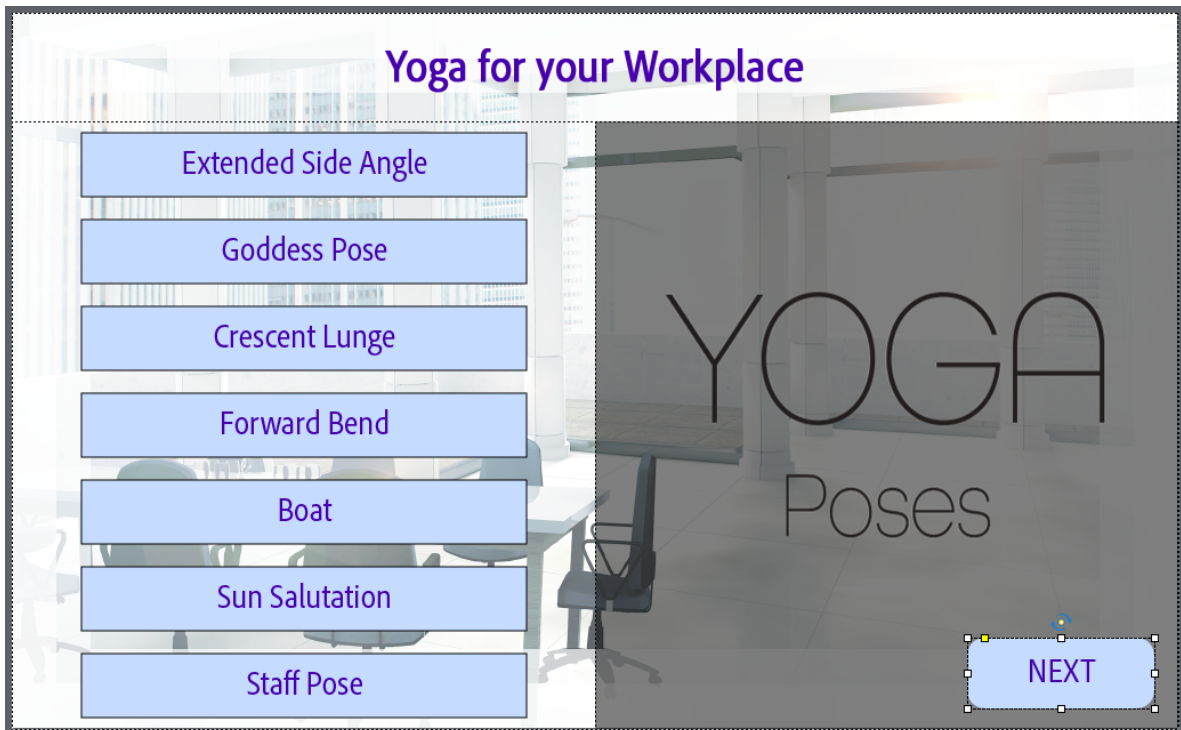 Yoga for your Workplace
Extended Side Angle
Goddess Pose
Crescent Lunge
Forward Bend
Boat
Sun Salutation
Staff Pose
YOGA
Poses
NEXT